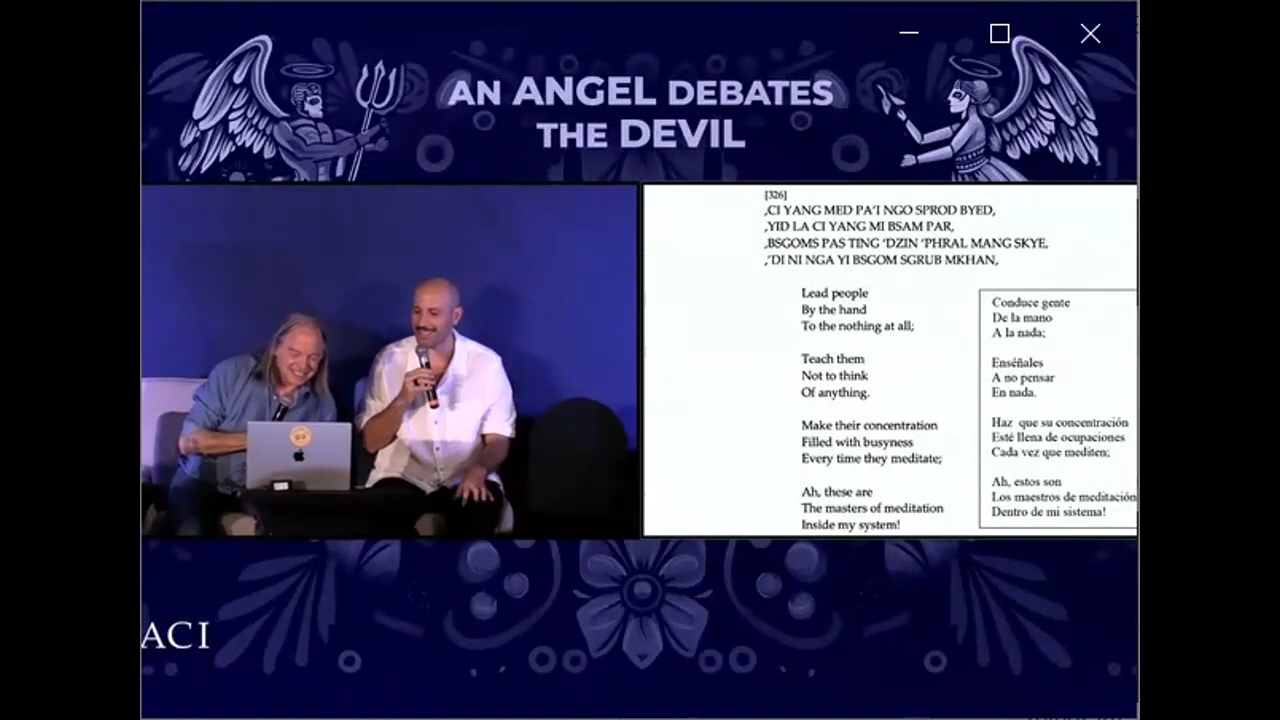 AN ANGEL DEBATES
THE DEVIL
[326]
,CI YANG MED PA'I NGO SPROD BYED,
,YID LA CI YANG MI BSAM PAR,
,BSGOMS PAS TING 'DZIN 'PHRAL MANG SKYE,
,'DI NI NGA YI BSGOM SGRUB MKHAN,
Lead people
By the hand
To the nothing at all;
Teach them
Not to think
Of anything.
Make their concentration
Filled with busyness
Every time they meditate;
Ah, these are
The masters of meditation
Inside my system!
Conduce gente
De la mano
A la nada;
Enséñales
A no pensar
En nada.
Haz que su concentración
Esté llena de ocupaciones
Cada vez que mediten;
Ah, estos son
Los maestros de meditación
Dentro de mi sistema!
ACI